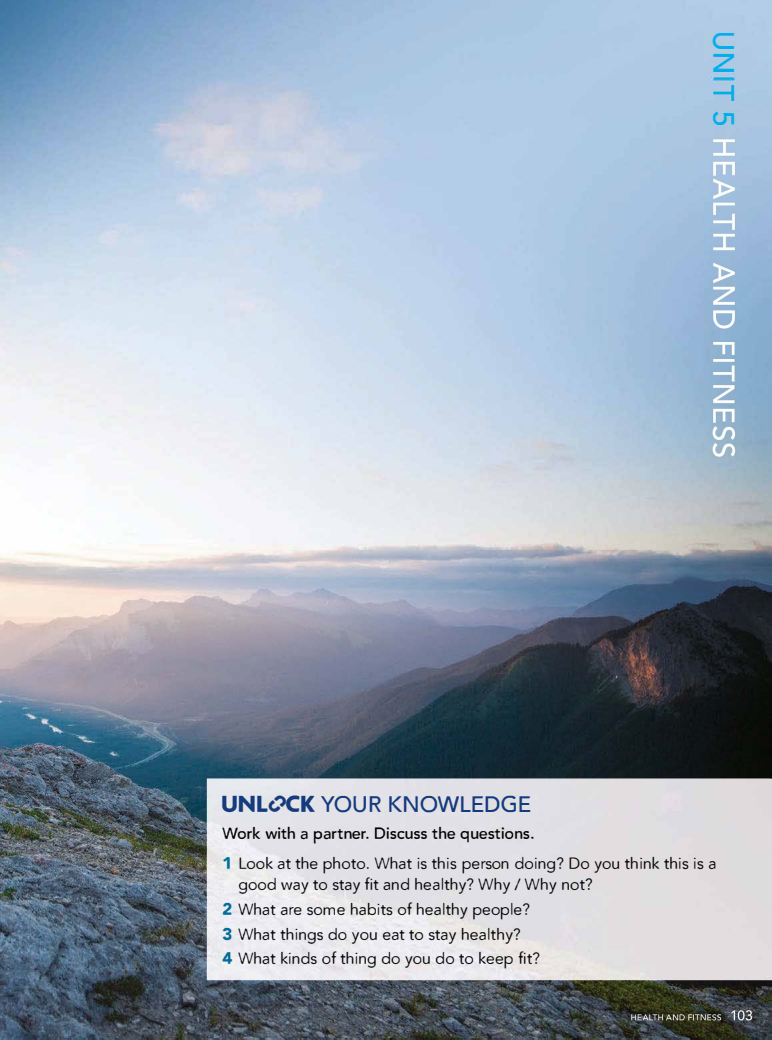 UNIT 5 HEALTH AND FITNESS
UNLOCK YOUR KNOWLEDGE
Work with a partner. Discuss the questions.
1 Look at the photo. What is this person doing? Do you think this is a
good way to stay fit and healthy? Why / Why not?
2 What are some habits of healthy people?
3 What things do you eat to stay healthy?
4 What kinds of thing do you do to keep fit?
HEALTH AND FITNESS 103